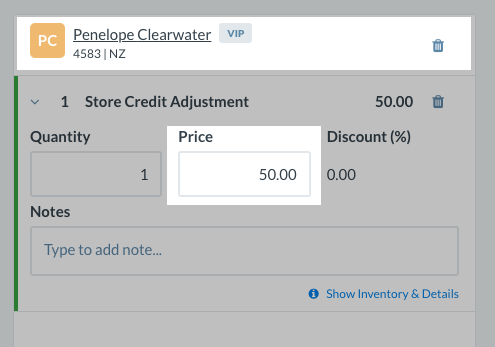 PC Penelope Clearwater VIP
4583 | NZ
1 Store Credit Adjustment 50.00
Quantity Price Discount (%)
1 50.00 0.00
Notes
Type to add note...
Show Inventory & Details